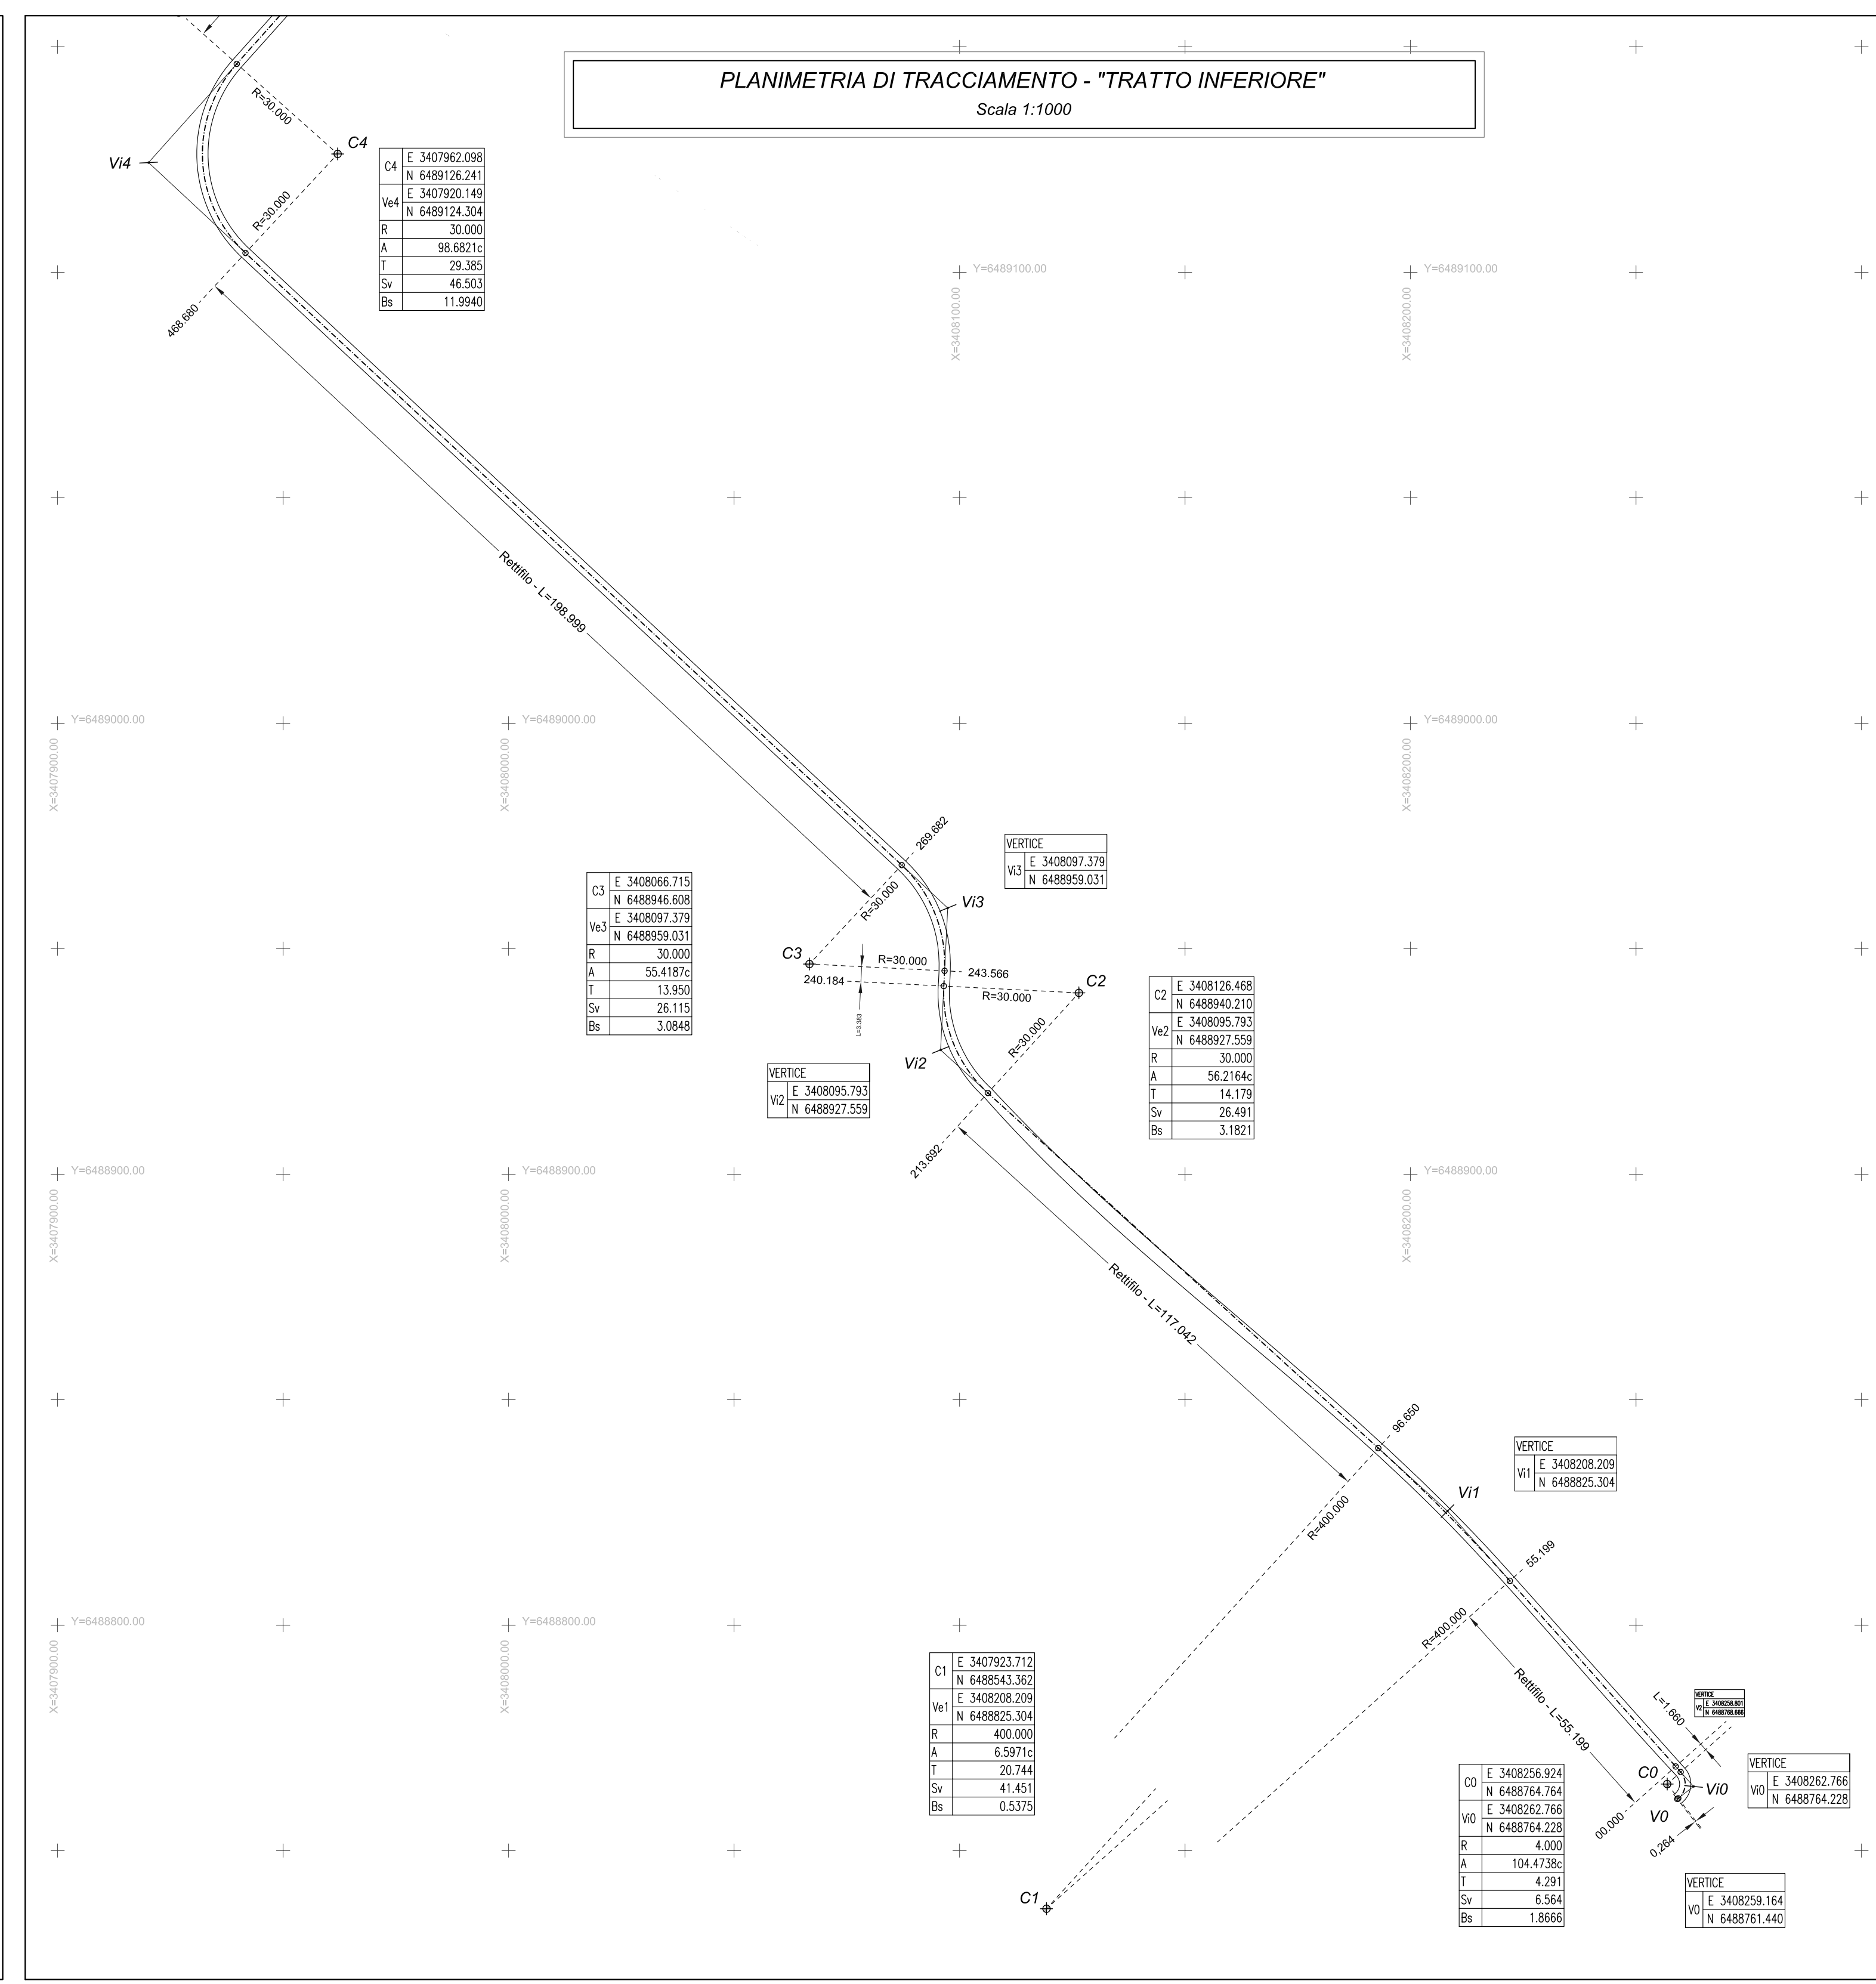 PLANIMETRIA DI TRACCIAMENTO - "TRATTO INFERIORE"
Scala 1:1000
R=30.000
C4
Vi4
R=30.000
C4 E 3407962.098
N 6489126.241
Ve4 E 3407920.149
N 6489124.304
R 30.000
A 98.6821c
T 29.385
Sv 46.503
Bs 11.9940
468.680
Y=6489100.00
Y=6489100.00
X=3408100.00
X=3408200.00
Rettifilo - L=198.999
Y=6489000.00
Y=6489000.00
Y=6489000.00
X=3407900.00
X=3408000.00
X=3408200.00
269.682
VERTICE
Vi3 E 3408097.379
N 6488959.031
C3 E 3408066.715
N 6488946.608
Ve3 E 3408097.379
N 6488959.031
R 30.000
A 55.4187c
T 13.950
Sv 26.115
Bs 3.0848
R=30.000
Vi3
C3
R=30.000
243.566
240.184
R=30.000
C2
L=3.383
R=30.000
Vi2
C2 E 3408126.468
N 6488940.210
Ve2 E 3408095.793
N 6488927.559
R 30.000
A 56.2164c
T 14.179
Sv 26.491
Bs 3.1821
VERTICE
Vi2 E 3408095.793
N 6488927.559
213.692
Y=6488900.00
Y=6488900.00
Y=6488900.00
X=3407900.00
X=3408000.00
X=3408200.00
Rettifilo - L=117.042
96.650
VERTICE
Vi1 E 3408208.209
N 6488825.304
Vi1
R=400.000
55.199
R=400.000
Y=6488800.00
Y=6488800.00
X=3407900.00
X=3408000.00
C1 E 3407923.712
N 6488543.362
Ve1 E 3408208.209
N 6488825.304
R 400.000
A 6.5971c
T 20.744
Sv 41.451
Bs 0.5375
Rettifilo - L=55.199
L=1.660
VERTICE
V2 E 3408258.801
N 6488768.666
C0 E 3408256.924
N 6488764.764
Vi0 E 3408262.766
N 6488764.228
R 4.000
A 104.4738c
T 4.291
Sv 6.564
Bs 1.8666
C0
Vi0
V0
VERTICE
Vi0 E 3408262.766
N 6488764.228
00.000
0,264
VERTICE
V0 E 3408259.164
N 6488761.440
C1